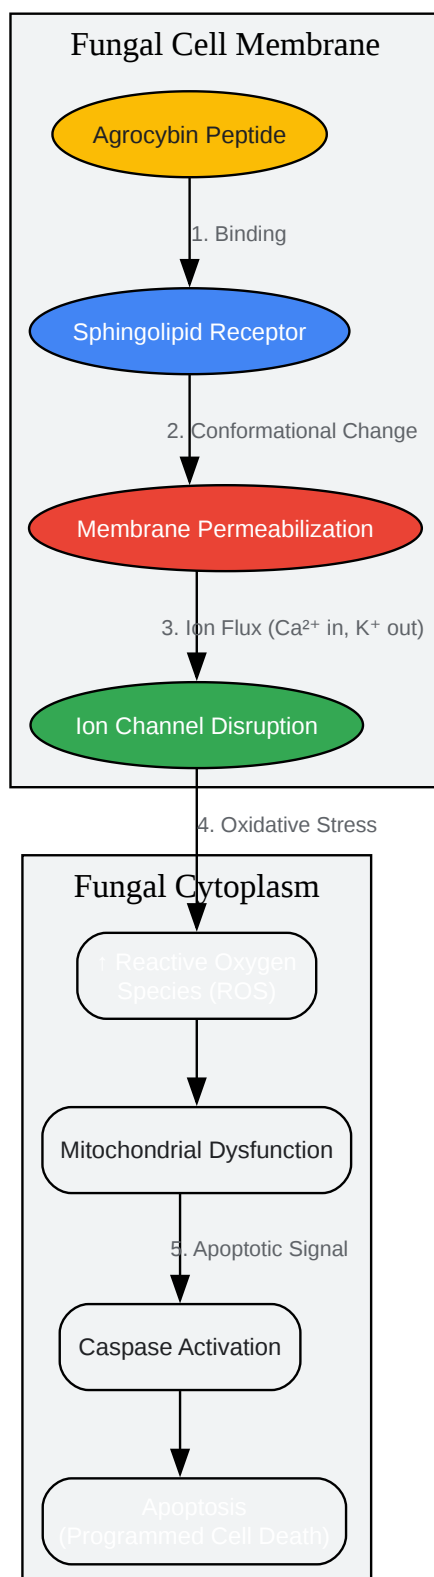 Fungal Cell Membrane
Agrocybin Peptide
1. Binding
Sphingolipid Receptor
2. Conformational Change
Membrane Permeabilization
3. Ion Flux (Ca²⁺ in, K⁺ out)
Ion Channel Disruption
4. Oxidative Stress
Fungal Cytoplasm
↑ Reactive Oxygen
Species (ROS)
Mitochondrial Dysfunction
5. Apoptotic Signal
Caspase Activation
Apoptosis
(Programmed Cell Death)